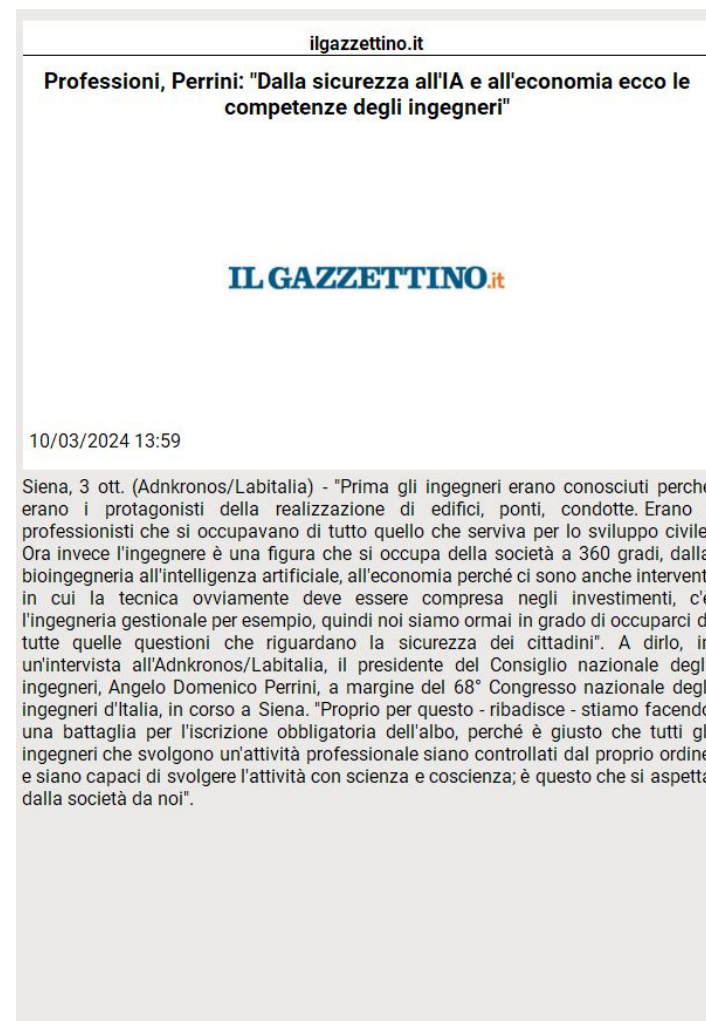 ilgazzettino.it
Professioni, Perrini: "Dalla sicurezza all'IA e all'economia ecco le
competenze degli ingegneri"
IL GAZZETTINO.it
10/03/2024 13:59
Siena, 3 ott. (Adnkronos/Labitalia) - "Prima gli ingegneri erano conosciuti perché
erano i protagonisti della realizzazione di edifici, ponti, condotte. Erano
professionisti che si occupavano di tutto quello che serviva per lo sviluppo civile
Ora invece l'ingegnere è una figura che si occupa della società a 360 gradi, dalla
bioingegneria all'intelligenza artificiale, all'economia perché ci sono anche intervent
in cui la tecnica ovviamente deve essere compresa negli investimenti, c'è
l'ingegneria gestionale per esempio, quindi noi siamo ormai in grado di occuparci d
tutte quelle questioni che riguardano la sicurezza dei cittadini". A dirlo, in
un'intervista all'Adnkronos/Labitalia, il presidente del Consiglio nazionale degl
ingegneri, Angelo Domenico Perrini, a margine del 68° Congresso nazionale degl
ingegneri d'Italia, in corso a Siena. "Proprio per questo - ribadisce - stiamo facendo
una battaglia per l'iscrizione obbligatoria dell'albo, perché è giusto che tutti gl
ingegneri che svolgono un'attività professionale siano controllati dal proprio ordine
e siano capaci di svolgere l'attività con scienza e coscienza; è questo che si aspetta
dalla società da noi".